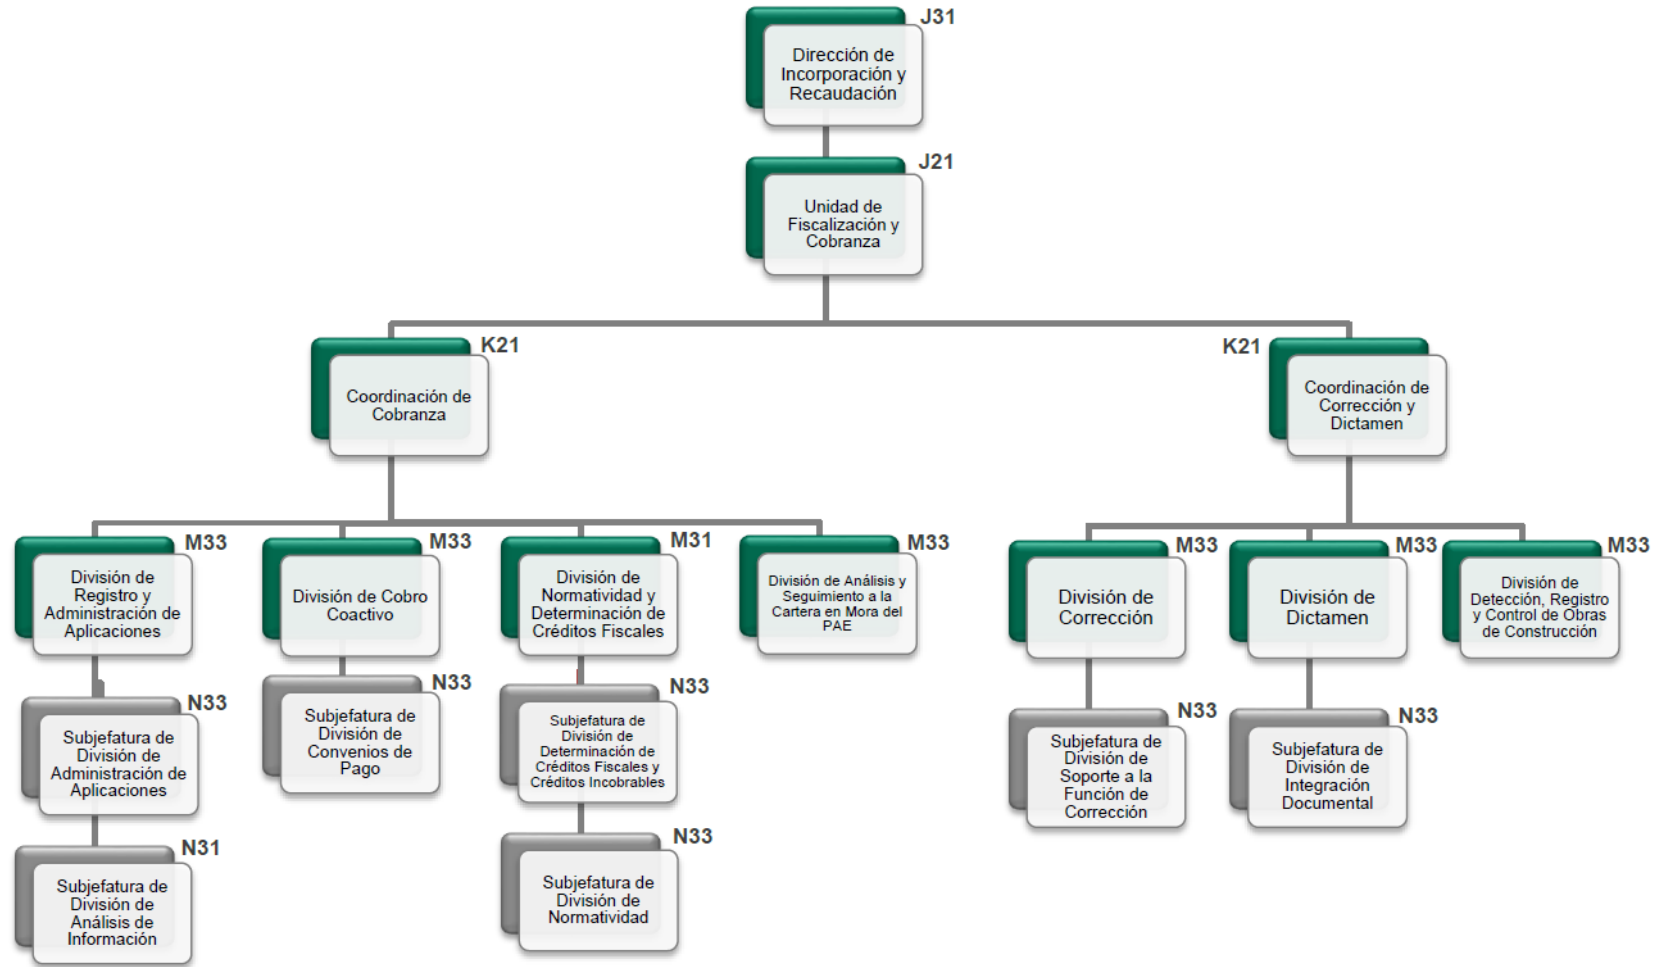 J31
Dirección de
Incorporación y
Recaudación
J21
Unidad de
Fiscalización y
Cobranza
K21
Coordinación de
Cobranza
K21
Coordinación de
Corrección y
Dictamen
M33
División de
Registro y
Administración de
Aplicaciones
M33
División de Cobro
Coactivo
M31
División de
Normatividad y
Determinación de
Créditos Fiscales
M33
División de Análisis y
Seguimiento a la
Cartera en Mora del
PAE
M33
División de
Corrección
M33
División de
Dictamen
M33
División de
Detección, Registro
y Control de Obras
de Construcción
N33
Subjefatura de
División de
Administración de
Aplicaciones
N33
Subjefatura de
División de
Convenios de
Pago
N33
Subjefatura de
División de
Determinación de
Créditos Fiscales y
Créditos Incobrables
N33
Subjefatura de
División de
Soporte a la
Función de
Corrección
N33
Subjefatura de
División de
Integración
Documental
N31
Subjefatura de
División de
Análisis de
Información
N33
Subjefatura de
División de
Normatividad